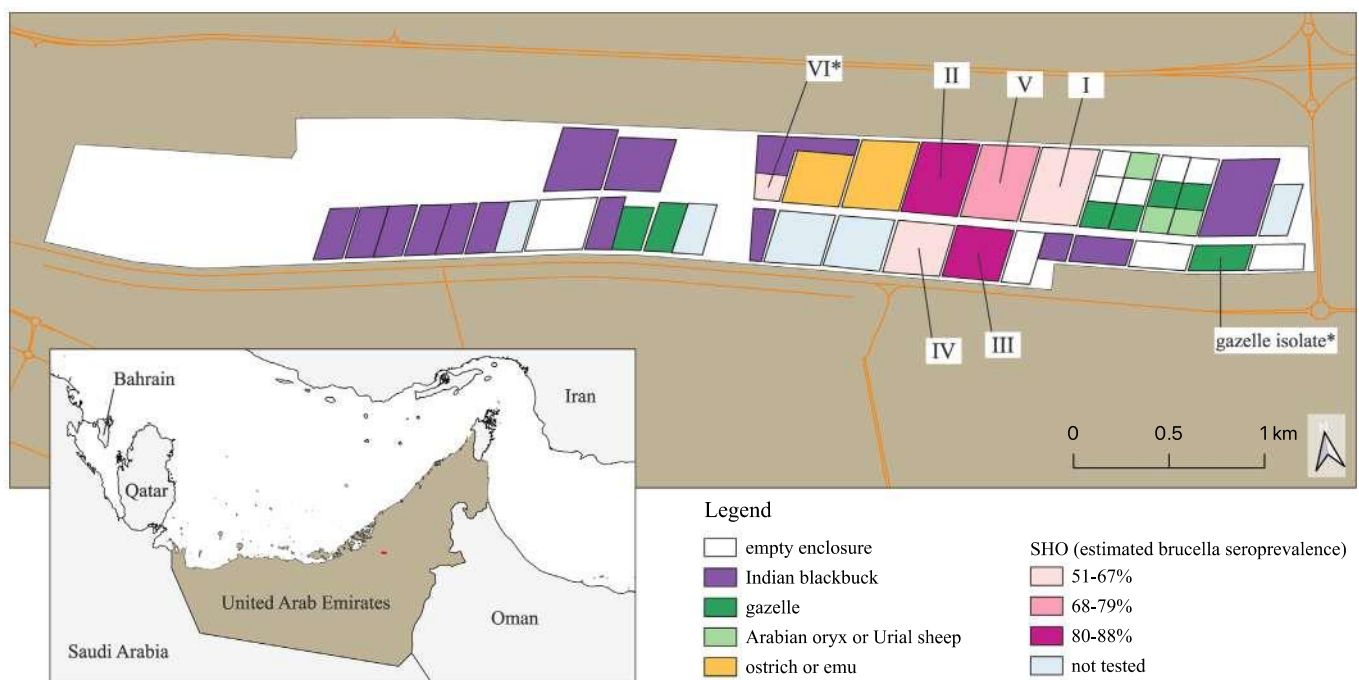 VI*
II
V
I
IV
III
gazelle isolate*
0 0.5 1 km
Bahrain
Iran
Qatar
United Arab Emirates
Oman
Saudi Arabia
Legend
empty enclosure
Indian blackbuck
gazelle
Arabian oryx or Urial sheep
ostrich or emu
SHO (estimated brucella seroprevalence)
51-67%
68-79%
80-88%
not tested